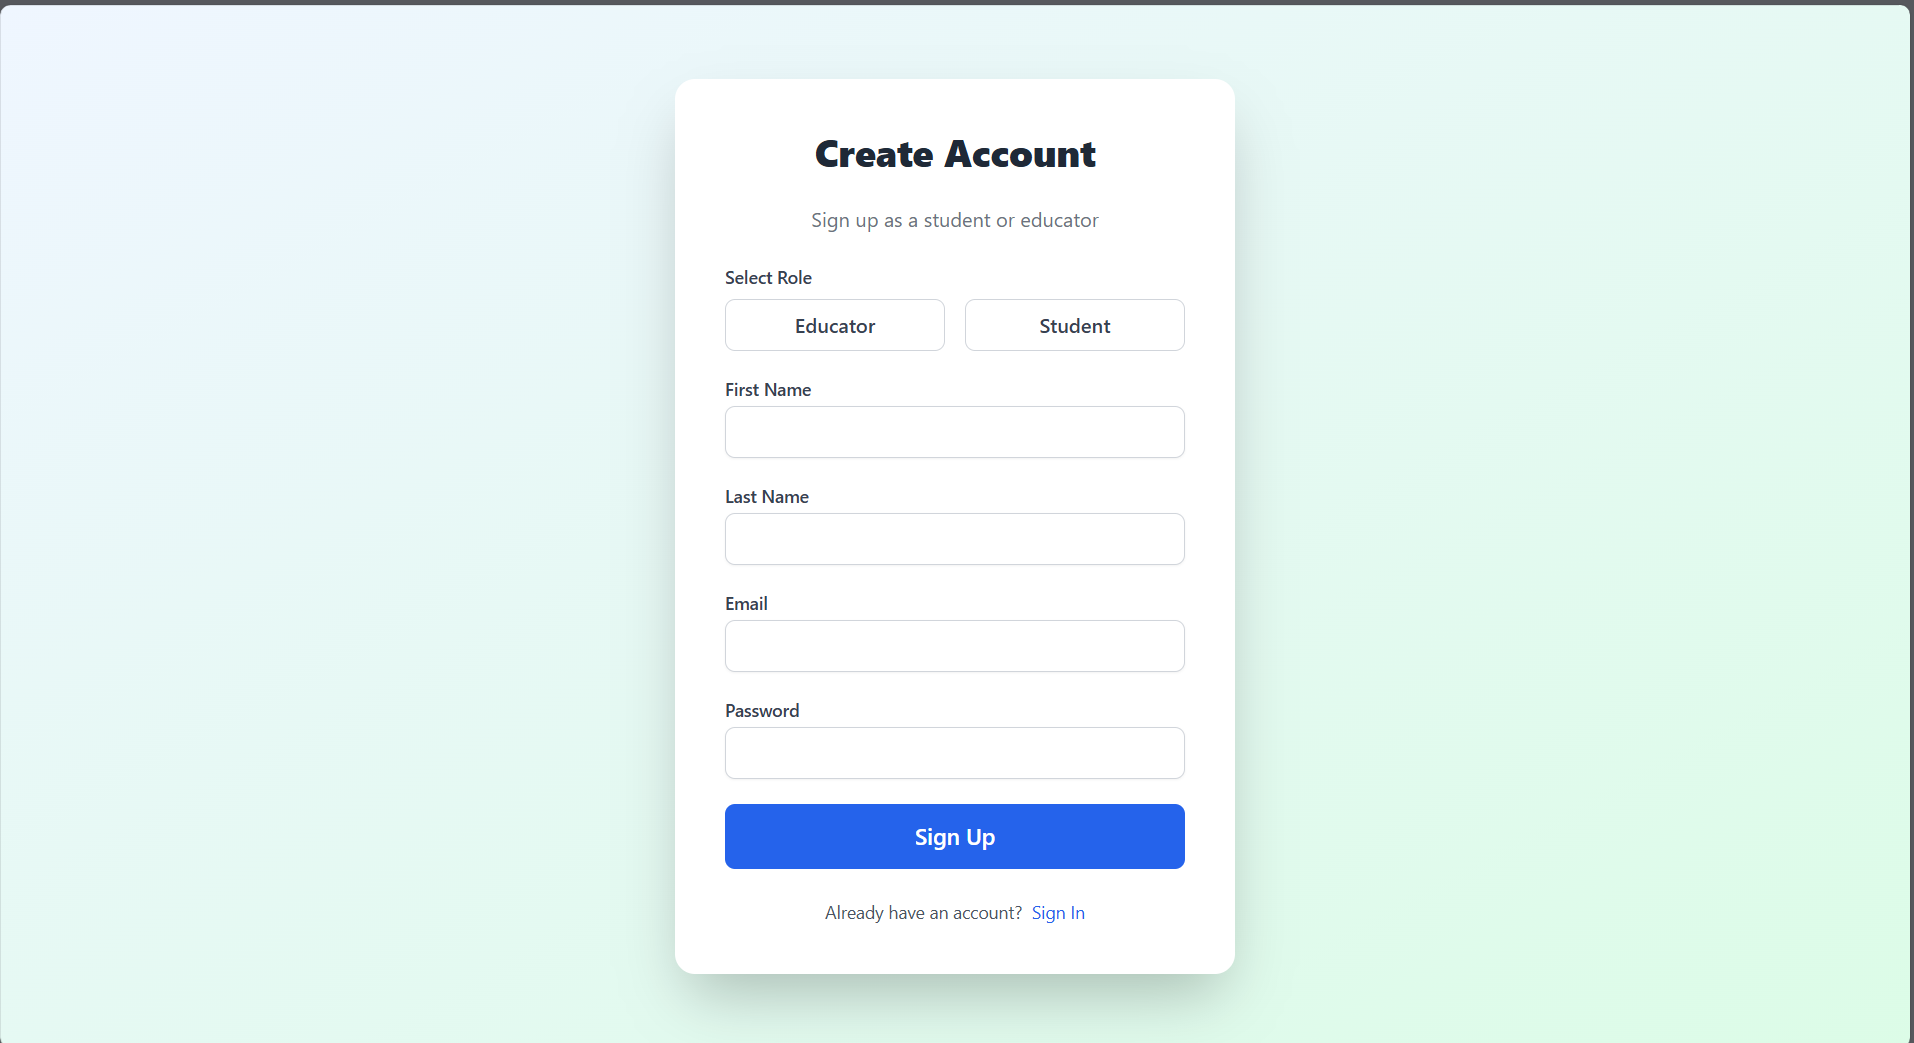 Create Account
Sign up as a student or educator
Select Role
Educator Student
First Name
Last Name
Email
Password
Sign Up
Already have an account? Sign In